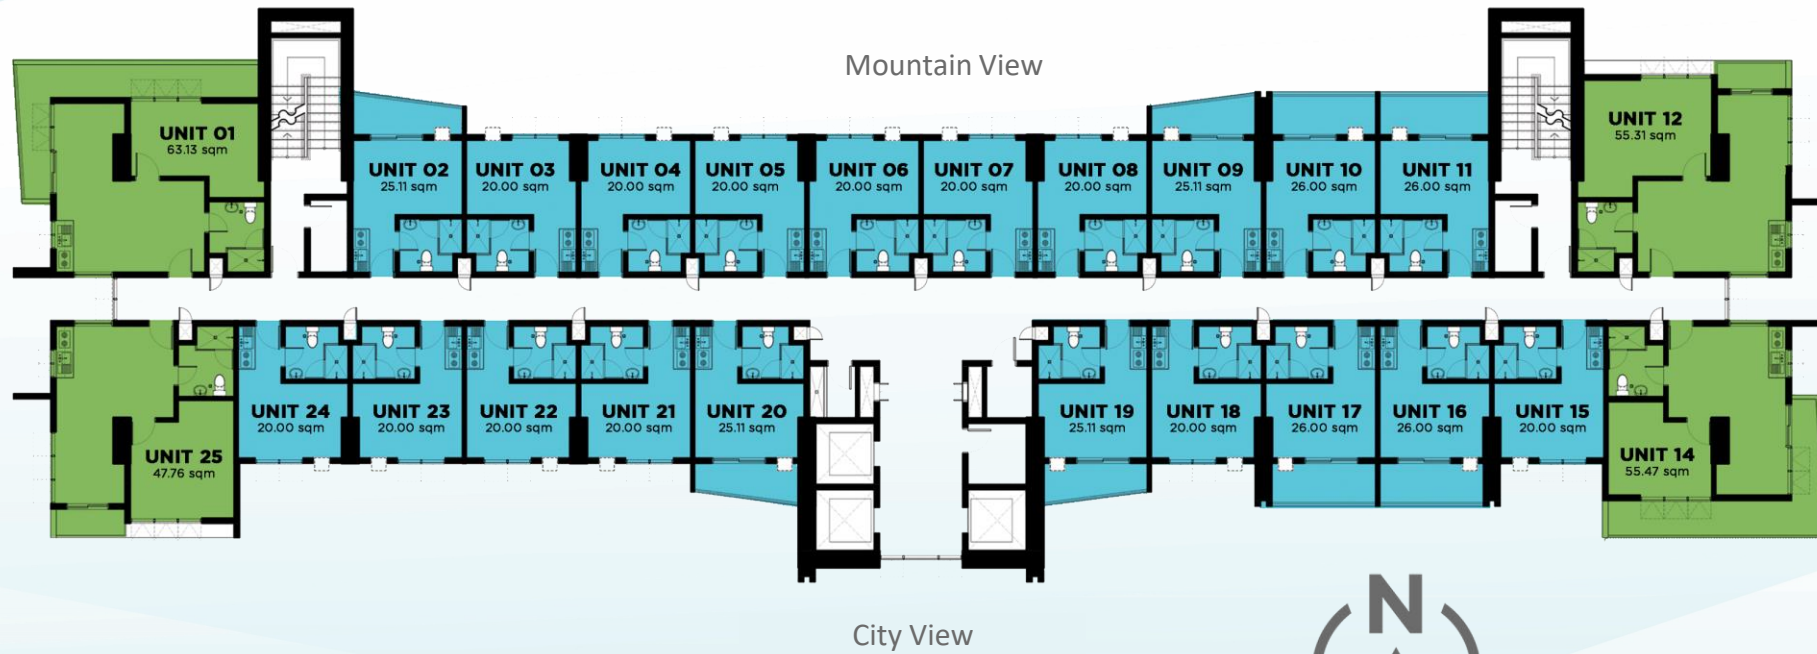 Mountain View
UNIT 01
63.13 sqm
UNIT 02
25.11 sqm
UNIT 03
20.00 sqm
UNIT 04
20.00 sqm
UNIT 05
20.00 sqm
UNIT 06
20.00 sqm
UNIT 07
20.00 sqm
UNIT 08
20.00 sqm
UNIT 09
25.11 sqm
UNIT 10
26.00 sqm
UNIT 11
26.00 sqm
UNIT 12
55.31 sqm
UNIT 25
47.76 sqm
UNIT 24
20.00 sqm
UNIT 23
20.00 sqm
UNIT 22
20.00 sqm
UNIT 21
20.00 sqm
UNIT 20
25.11 sqm
UNIT 19
25.11 sqm
UNIT 18
20.00 sqm
UNIT 17
26.00 sqm
UNIT 16
26.00 sqm
UNIT 15
20.00 sqm
UNIT 14
55.47 sqm
City View
N